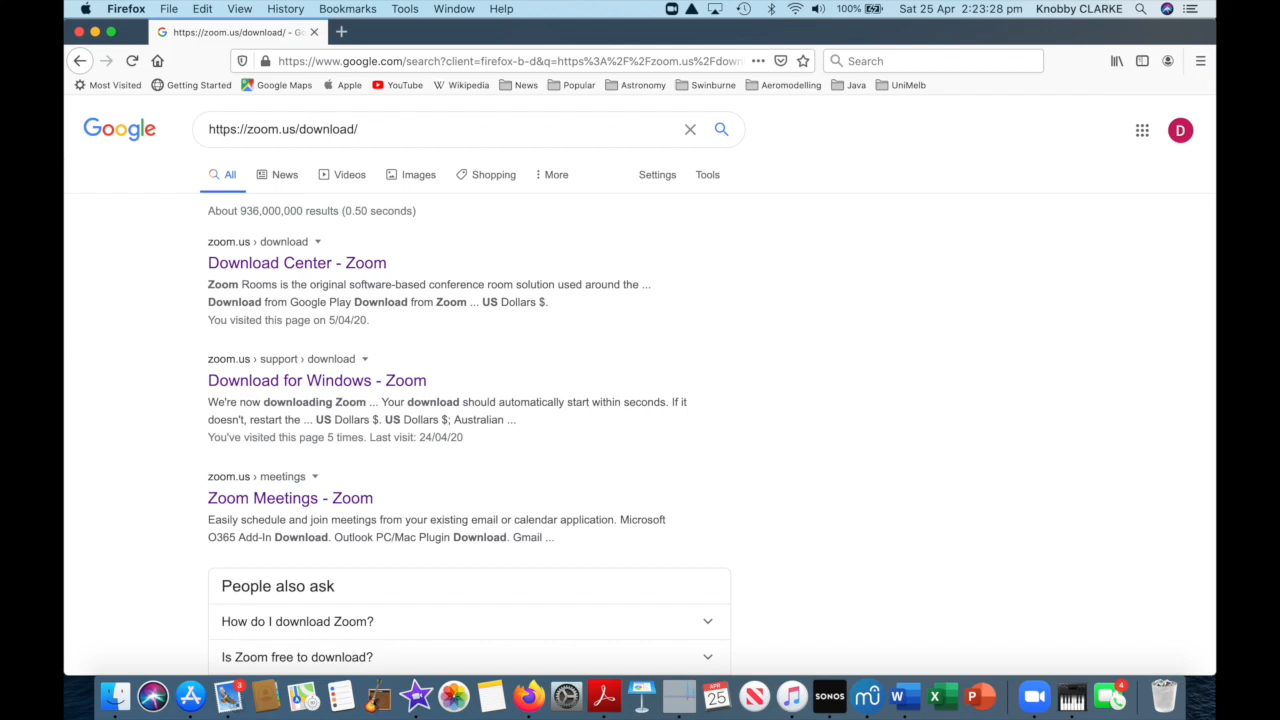 Firefox File Edit View History Bookmarks Tools Window Help 100% Sat 25 Apr 2:23:28 pm Knobby CLARKE
https://zoom.us/download/ - Go
https://www.google.com/search?client=firefox-b-d&q=https%3A%2F%2Fzoom.us%2Fdown Search
Most Visited Getting Started Google Maps Apple YouTube Wikipedia News Popular Astronomy Swinburne Aeromodelling Java UniMelb
Google https://zoom.us/download/ D
All News Videos Images Shopping More Settings Tools
About 936,000,000 results (0.50 seconds)
zoom.us › download
Download Center - Zoom
Zoom Rooms is the original software-based conference room solution used around the ...
Download from Google Play Download from Zoom ... US Dollars $.
You visited this page on 5/04/20.
zoom.us › support › download
Download for Windows - Zoom
We're now downloading Zoom ... Your download should automatically start within seconds. If it
doesn't, restart the ... US Dollars $. US Dollars $; Australian ...
You've visited this page 5 times. Last visit: 24/04/20
zoom.us › meetings
Zoom Meetings - Zoom
Easily schedule and join meetings from your existing email or calendar application. Microsoft
O365 Add-In Download. Outlook PC/Mac Plugin Download. Gmail ...
People also ask
How do I download Zoom?
Is Zoom free to download?
3 APR 25 SONOS W X P 4